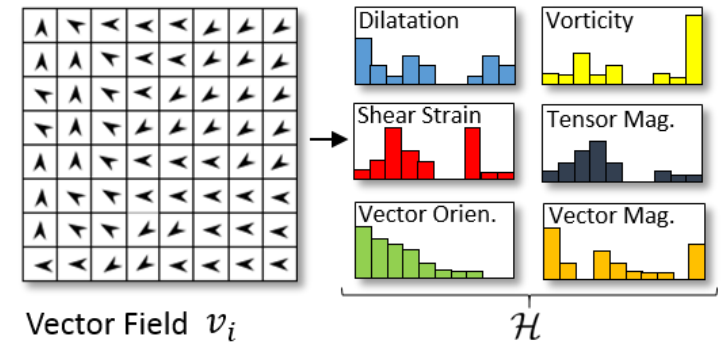 Dilatation
Vorticity
Shear Strain
Tensor Mag.
Vector Orien.
Vector Mag.
Vector Field 𝑣ᵢ
ℋ